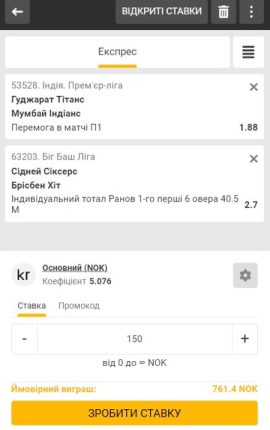 ВІДКРИТІ СТАВКИ
Експрес
53528. Індія. Прем'єр-ліга
Гуджарат Тітанс
Мумбай Індіанс
Перемога в матчі П1
1.88
63203. Біг Баш Ліга
Сідней Сіксерс
Брісбен Хіт
Індивідуальний тотал Ранов 1-го перші 6 овера 40.5
М
2.7
kr
Основний (NOK)
Коефіцієнт 5.076
Ставка Промокод
- 150 +
від 0 до ∞ NOK
Ймовірний виграш: 761.4 NOK
ЗРОБИТИ СТАВКУ